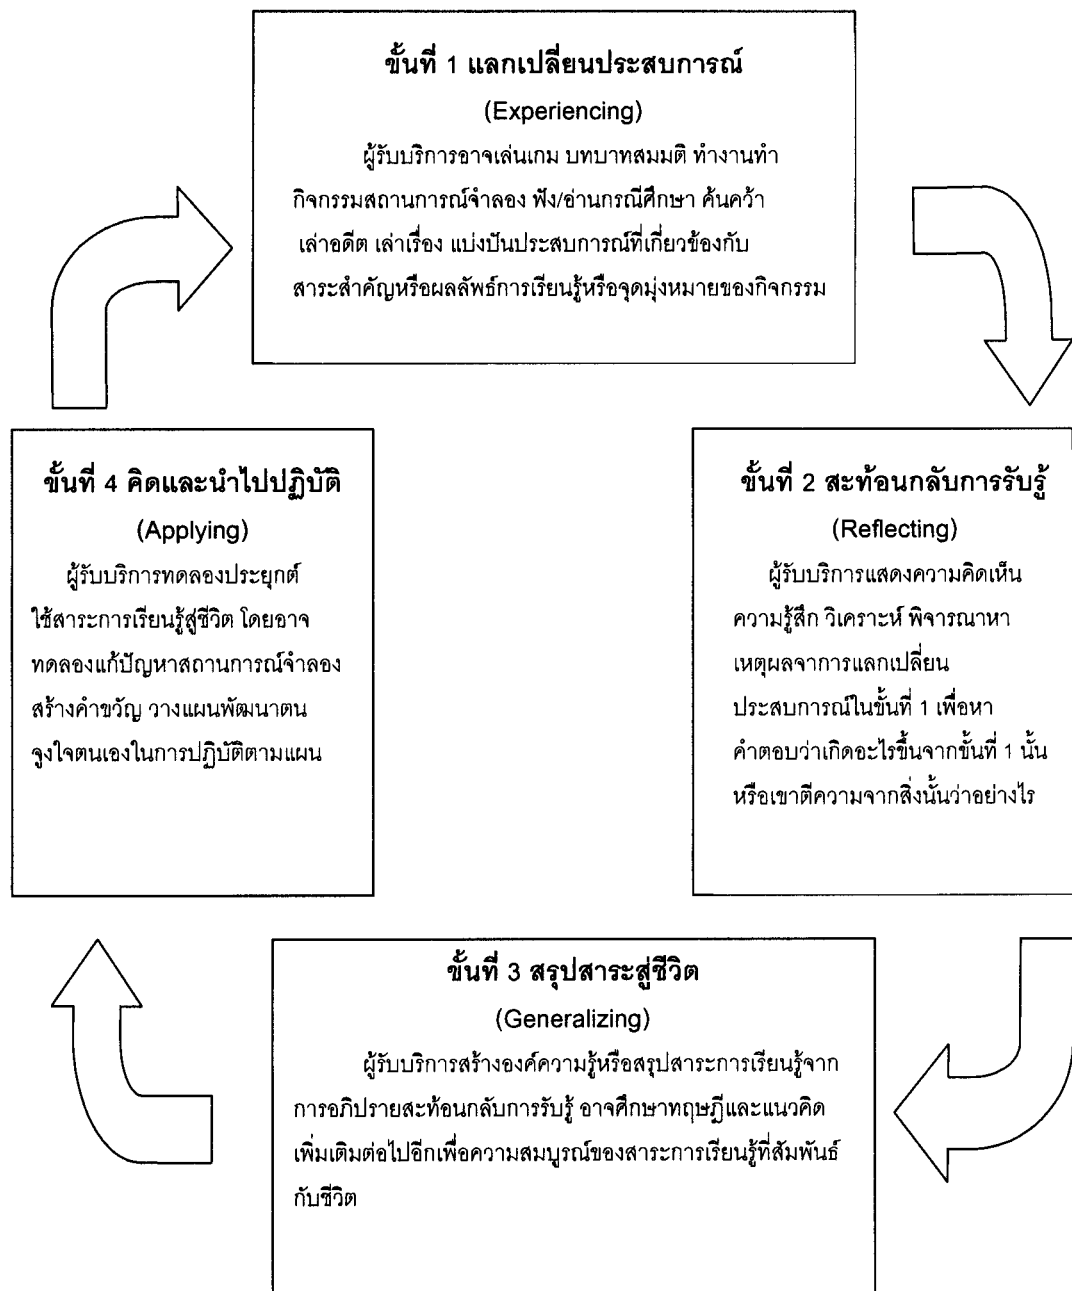 ขั้นที่ 1 แลกเปลี่ยนประสบการณ์
(Experiencing)
ผู้รับบริการอาจเล่นเกม บทบาทสมมติ ทำงานทำ
กิจกรรมสถานการณ์จำลอง ฟัง/อ่านกรณีศึกษา ค้นคว้า
เล่าอดีต เล่าเรื่อง แบ่งปันประสบการณ์ที่เกี่ยวข้องกับ
สาระสำคัญหรือผลลัพธ์การเรียนรู้หรือจุดมุ่งหมายของกิจกรรม
ขั้นที่ 2 สะท้อนกลับการรับรู้
(Reflecting)
ผู้รับบริการแสดงความคิดเห็น
ความรู้สึก วิเคราะห์ พิจารณาหา
เหตุผลจาการแลกเปลี่ยน
ประสบการณ์ในขั้นที่ 1 เพื่อหา
คำตอบว่าเกิดอะไรขึ้นจากขั้นที่ 1 นั้น
หรือเขาตีความจากสิ่งนั้นว่าอย่างไร
ขั้นที่ 3 สรุปสาระสู่ชีวิต
(Generalizing)
ผู้รับบริการสร้างองค์ความรู้หรือสรุปสาระการเรียนรู้จาก
การอภิปรายสะท้อนกลับการรับรู้ อาจศึกษาทฤษฎีและแนวคิด
เพิ่มเติมต่อไปอีกเพื่อความสมบูรณ์ของสาระการเรียนรู้ที่สัมพันธ์
กับชีวิต
ขั้นที่ 4 คิดและนำไปปฏิบัติ
(Applying)
ผู้รับบริการทดลองประยุกต์
ใช้สาระการเรียนรู้สู่ชีวิต โดยอาจ
ทดลองแก้ปัญหาสถานการณ์จำลอง
สร้างคำขวัญ วางแผนพัฒนาตน
จูงใจตนเองในการปฏิบัติตามแผน